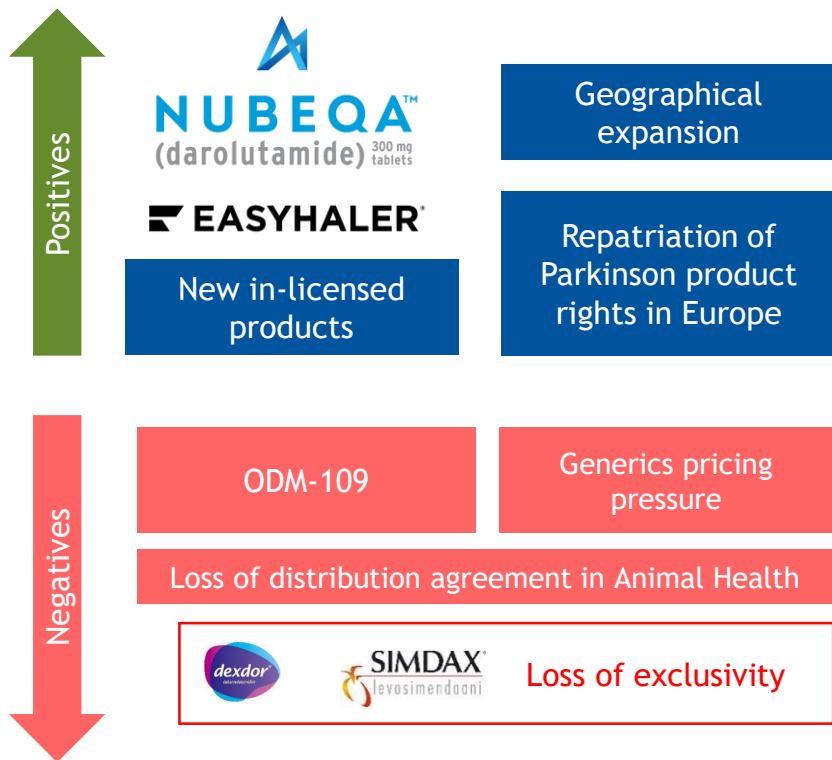 Positives
NUBEQA™
(darolutamide) 300 mg tablets
EASYHALER®
New in-licensed
products
Geographical
expansion
Repatriation of
Parkinson product
rights in Europe
Negatives
ODM-109
Generics pricing
pressure
Loss of distribution agreement in Animal Health
dexdor®
SIMDAX®
levosimendaani
Loss of exclusivity